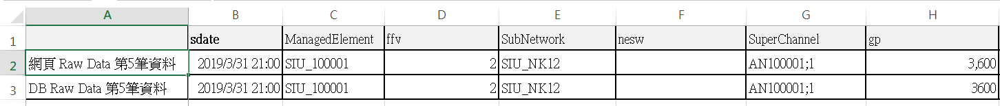 A B C D E F G H
1 sdate ManagedElement ffv SubNetwork nesw SuperChannel gp
2 網頁 Raw Data 第5筆資料 2019/3/31 21:00 SIU_100001 2 SIU_NK12 AN100001;1 3,600
3 DB Raw Data 第5筆資料 2019/3/31 21:00 SIU_100001 2 SIU_NK12 AN100001;1 3600